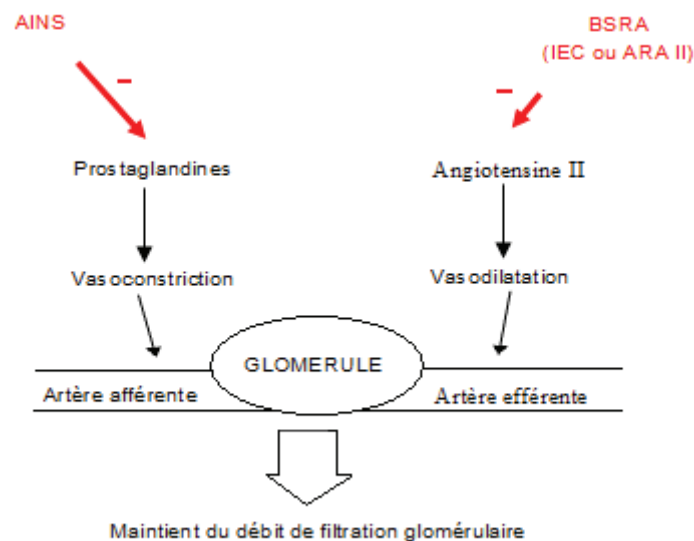 AINS
BSRA
(IEC ou ARA II)
–
–
Prostaglandines
Angiotensine II
Vasoconstriction
Vasodilatation
GLOMERULE
Artère afférente
Artère efférente
Maintient du débit de filtration glomérulaire